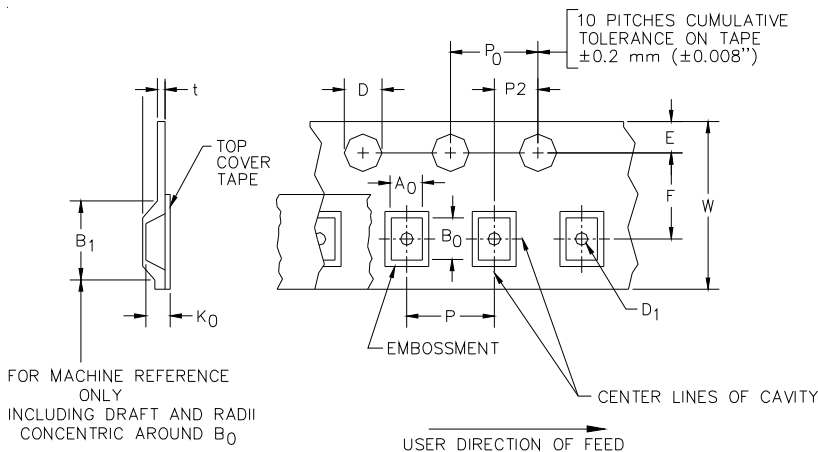 10 PITCHES CUMULATIVE
TOLERANCE ON TAPE
±0.2 mm (±0.008")
P0
P2
D
t
E
TOP
COVER
TAPE
A0
F
W
B1
B0
K0
P
D1
EMBOSSMENT
FOR MACHINE REFERENCE
ONLY
INCLUDING DRAFT AND RADII
CONCENTRIC AROUND B0
CENTER LINES OF CAVITY
USER DIRECTION OF FEED